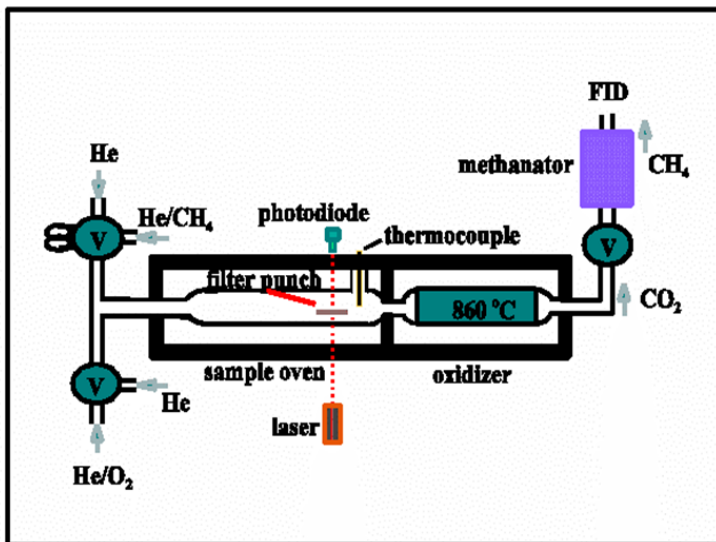 FID
methanator
CH₄
He
He/CH₄
V
photodiode
thermocouple
V
filter punch
860 °C
CO₂
sample oven
oxidizer
V
He
laser
He/O₂